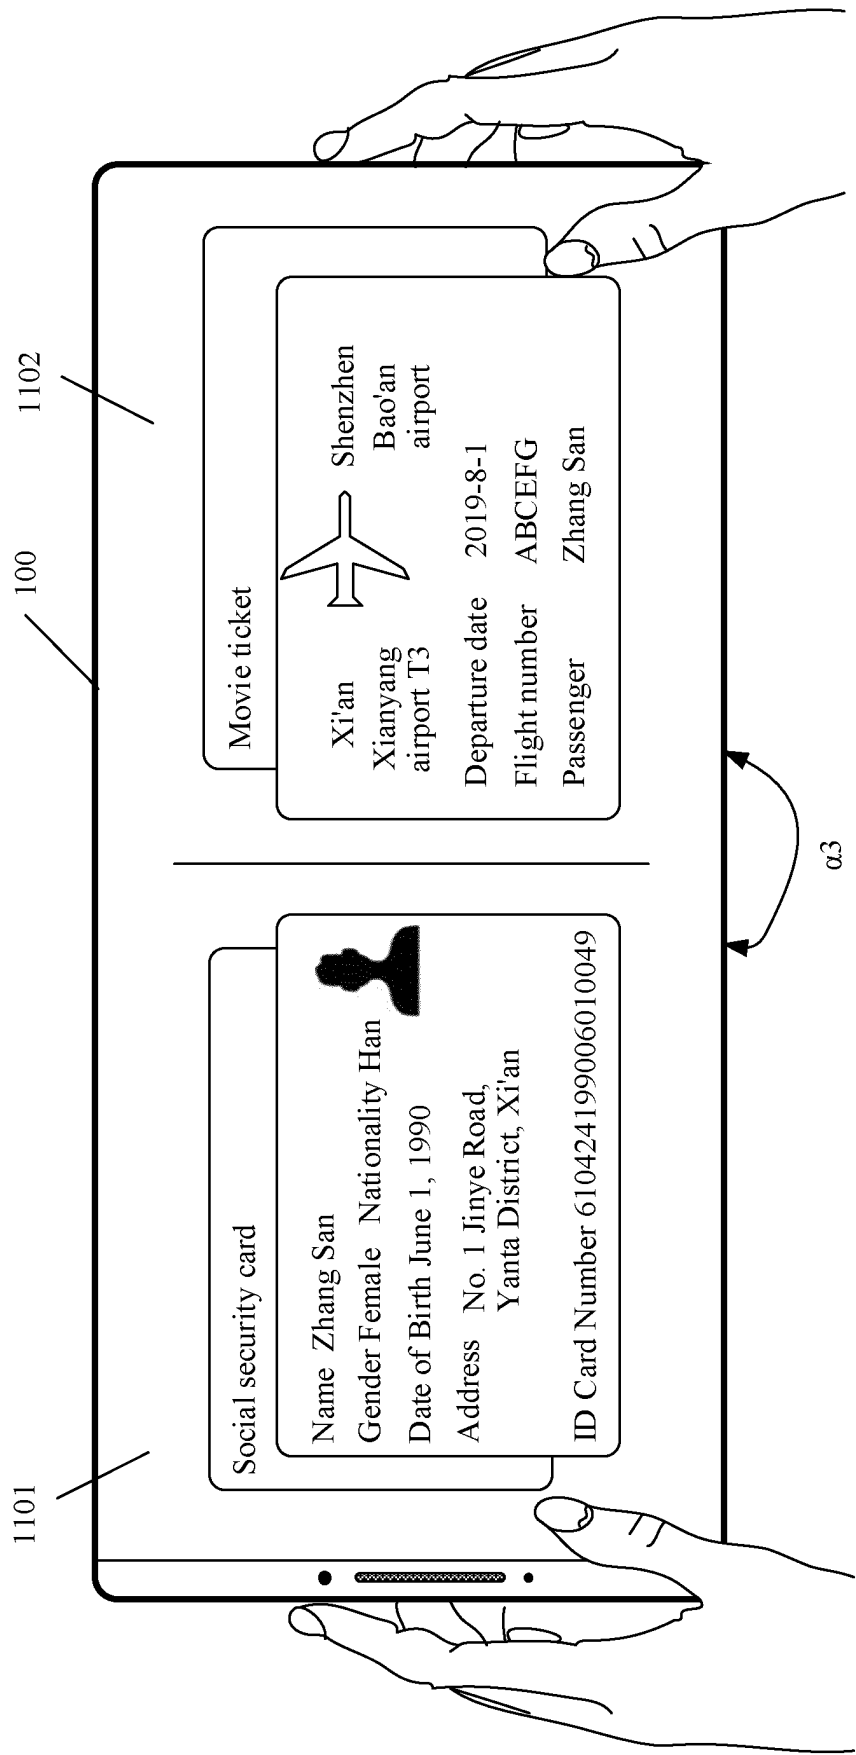 100
1101
1102
Social security card
Name Zhang San
Gender Female Nationality Han
Date of Birth June 1, 1990
Address No. 1 Jinye Road,
Yanta District, Xi'an
ID Card Number 610424199006010049
Movie ticket
Xi'an
Shenzhen
Xianyang
airport T3
Bao'an
airport
Departure date 2019-8-1
Flight number ABCEFG
Passenger Zhang San
α3